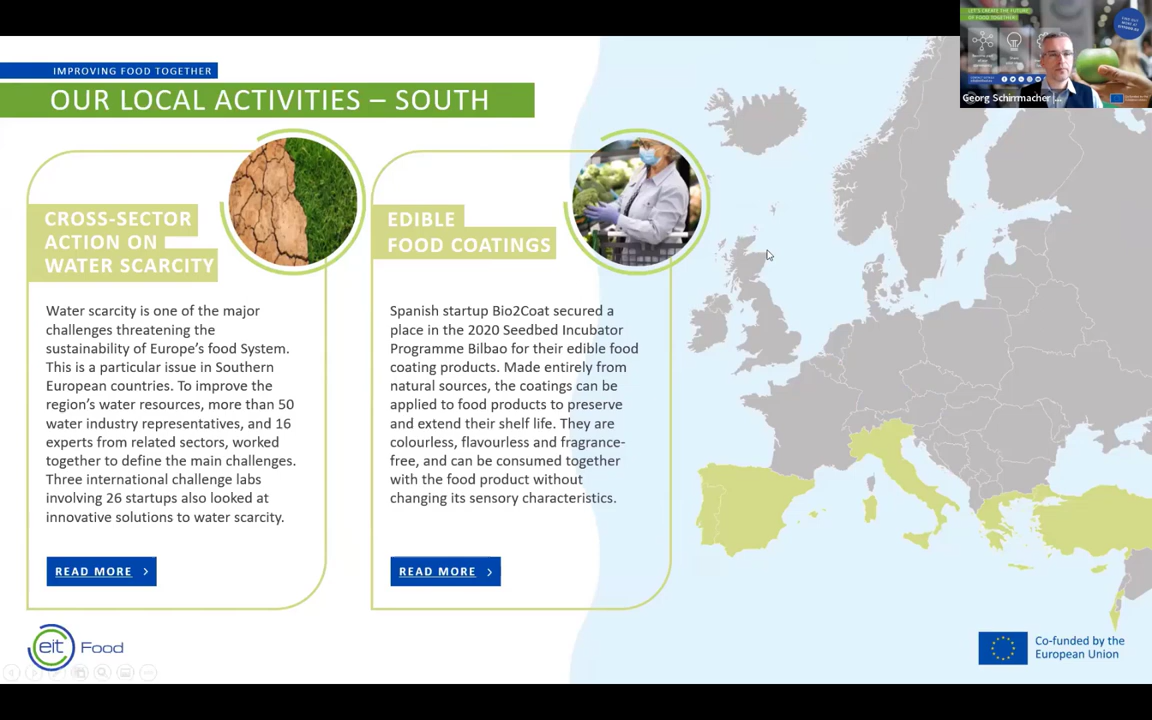 IMPROVING FOOD TOGETHER
OUR LOCAL ACTIVITIES – SOUTH
CROSS-SECTOR
ACTION ON
WATER SCARCITY
Water scarcity is one of the major
challenges threatening the
sustainability of Europe's food System.
This is a particular issue in Southern
European countries. To improve the
region's water resources, more than 50
water industry representatives, and 16
experts from related sectors, worked
together to define the main challenges.
Three international challenge labs
involving 26 startups also looked at
innovative solutions to water scarcity.
READ MORE
EDIBLE
FOOD COATINGS
Spanish startup Bio2Coat secured a
place in the 2020 Seedbed Incubator
Programme Bilbao for their edible food
coating products. Made entirely from
natural sources, the coatings can be
applied to food products to preserve
and extend their shelf life. They are
colourless, flavourless and fragrance-
free, and can be consumed together
with the food product without
changing its sensory characteristics.
READ MORE
eit Food
Co-funded by the
European Union
LET'S CREATE THE FUTURE
OF FOOD TOGETHER!
Georg Schirrmacher